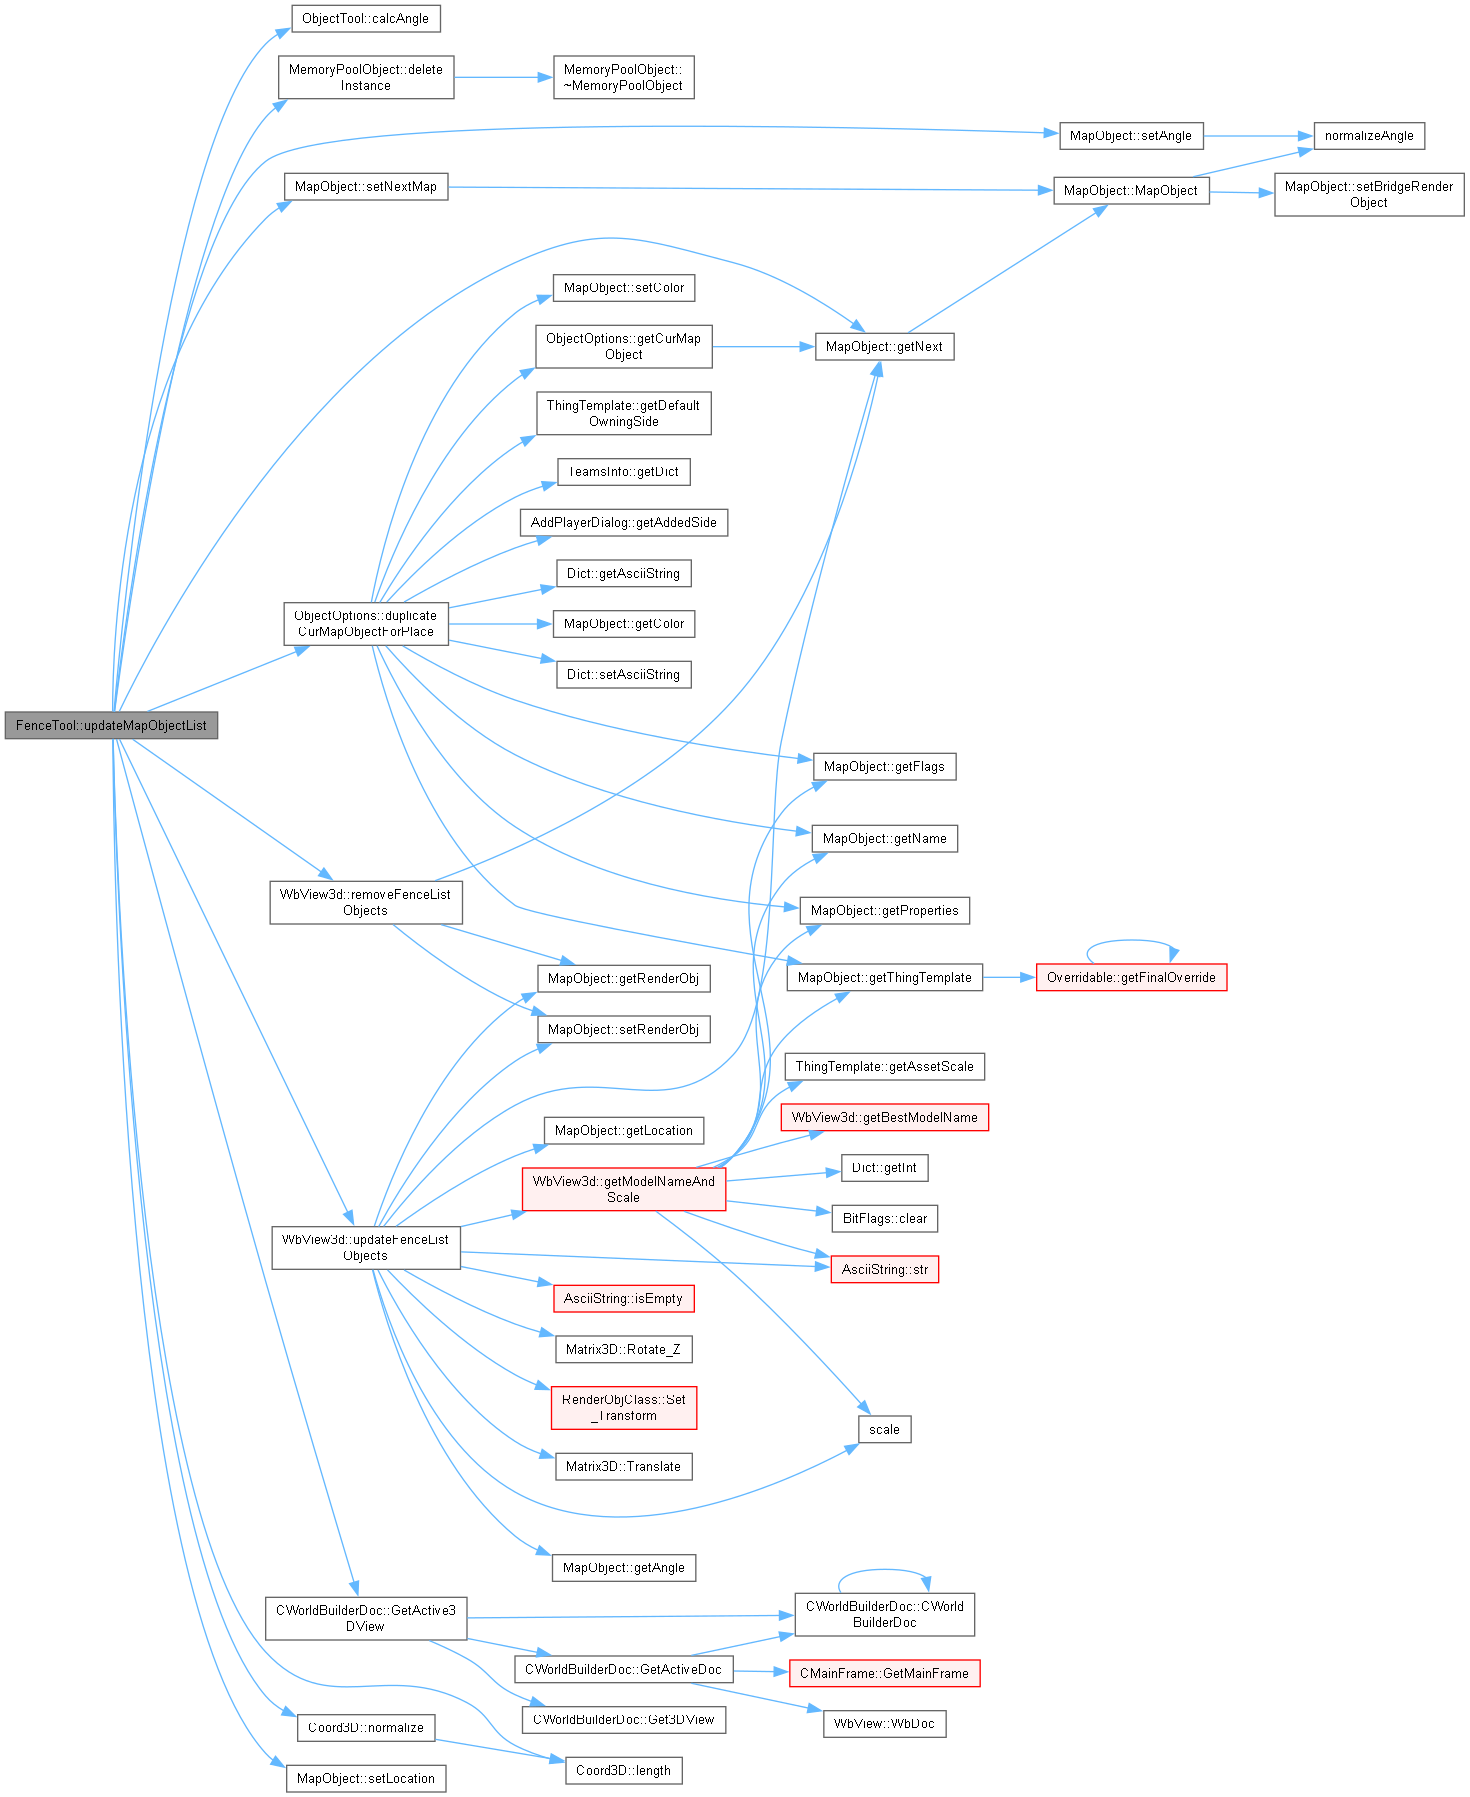 ObjectTool::calcAngle
MemoryPoolObject::delete
Instance
MemoryPoolObject::
~MemoryPoolObject
MapObject::setAngle
normalizeAngle
MapObject::setNextMap
MapObject::MapObject
MapObject::setBridgeRender
Object
MapObject::setColor
ObjectOptions::getCurMap
Object
MapObject::getNext
ThingTemplate::getDefault
OwningSide
TeamsInfo::getDict
AddPlayerDialog::getAddedSide
Dict::getAsciiString
ObjectOptions::duplicate
CurMapObjectForPlace
MapObject::getColor
Dict::setAsciiString
FenceTool::updateMapObjectList
MapObject::getFlags
MapObject::getName
WbView3d::removeFenceList
Objects
MapObject::getProperties
MapObject::getRenderObj
MapObject::getThingTemplate
Overridable::getFinalOverride
MapObject::setRenderObj
ThingTemplate::getAssetScale
WbView3d::getBestModelName
MapObject::getLocation
Dict::getInt
WbView3d::getModelNameAnd
Scale
BitFlags::clear
WbView3d::updateFenceList
Objects
AsciiString::str
AsciiString::isEmpty
Matrix3D::Rotate_Z
RenderObjClass::Set
_Transform
scale
Matrix3D::Translate
MapObject::getAngle
CWorldBuilderDoc::GetActive3
DView
CWorldBuilderDoc::CWorld
BuilderDoc
CWorldBuilderDoc::GetActiveDoc
CMainFrame::GetMainFrame
CWorldBuilderDoc::Get3DView
WbView::WbDoc
Coord3D::normalize
Coord3D::length
MapObject::setLocation